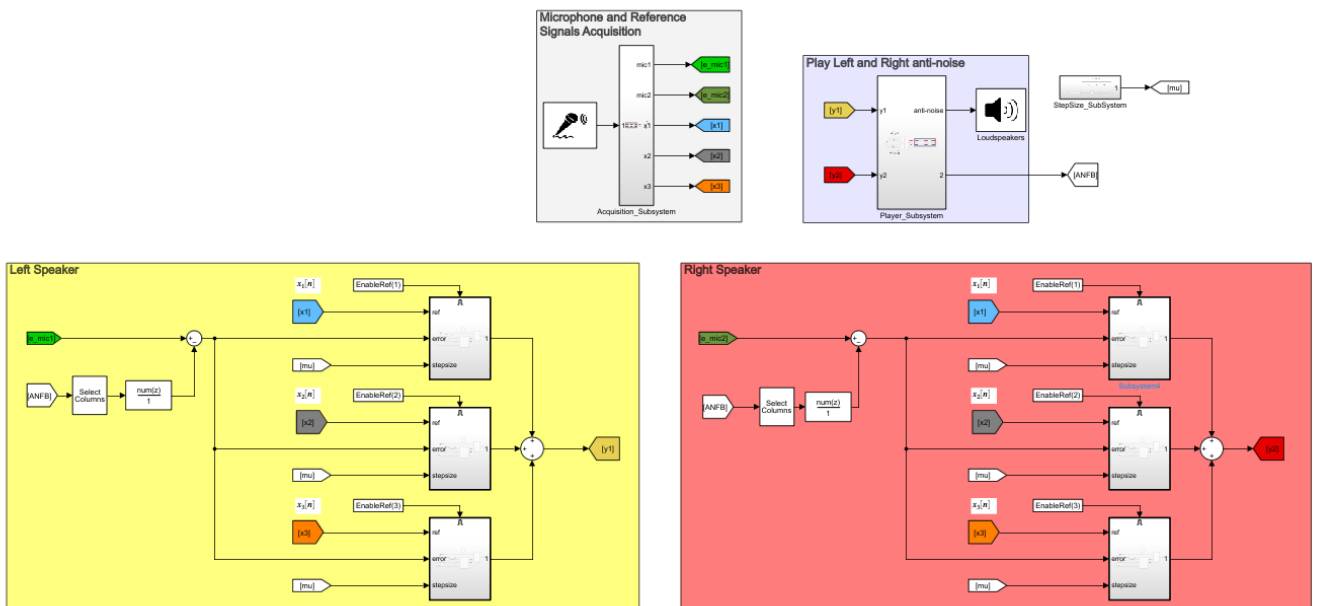 Microphone and Reference
Signals Acquisition
mic1
[e_mic1]
mic2
[e_mic2]
1
x1
[x1]
x2
[x2]
x3
[x3]
Acquisition_Subsystem
Play Left and Right anti-noise
[y1]
y1
anti-noise
Loudspeakers
[y2]
y2
2
[ANFB]
Player_Subsystem
1
[mu]
StepSize_SubSystem
Left Speaker
x₁[n]
EnableRef(1)
[x1]
ref
[e_mic1]
+
_
error
1
[mu]
stepsize
[ANFB]
Select
Columns
num(z)
1
x₂[n]
EnableRef(2)
[x2]
ref
error
1
+
+
+
[y1]
[mu]
stepsize
x₃[n]
EnableRef(3)
[x3]
ref
error
1
[mu]
stepsize
Right Speaker
x₁[n]
EnableRef(1)
[x1]
ref
[e_mic2]
+
_
error
1
[mu]
stepsize
Subsystem4
[ANFB]
Select
Columns
num(z)
1
x₂[n]
EnableRef(2)
[x2]
ref
error
1
+
+
+
[y2]
[mu]
stepsize
x₃[n]
EnableRef(3)
[x3]
ref
error
1
[mu]
stepsize